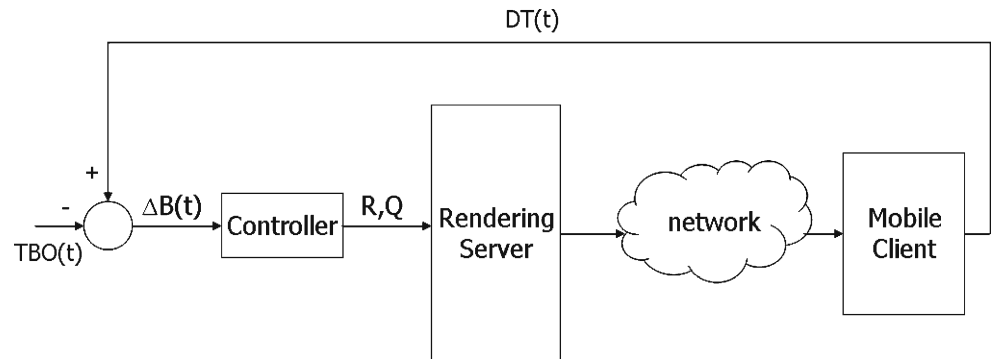 DT(t)
+
-
TBO(t)
ΔB(t)
Controller
R,Q
Rendering
Server
network
Mobile
Client